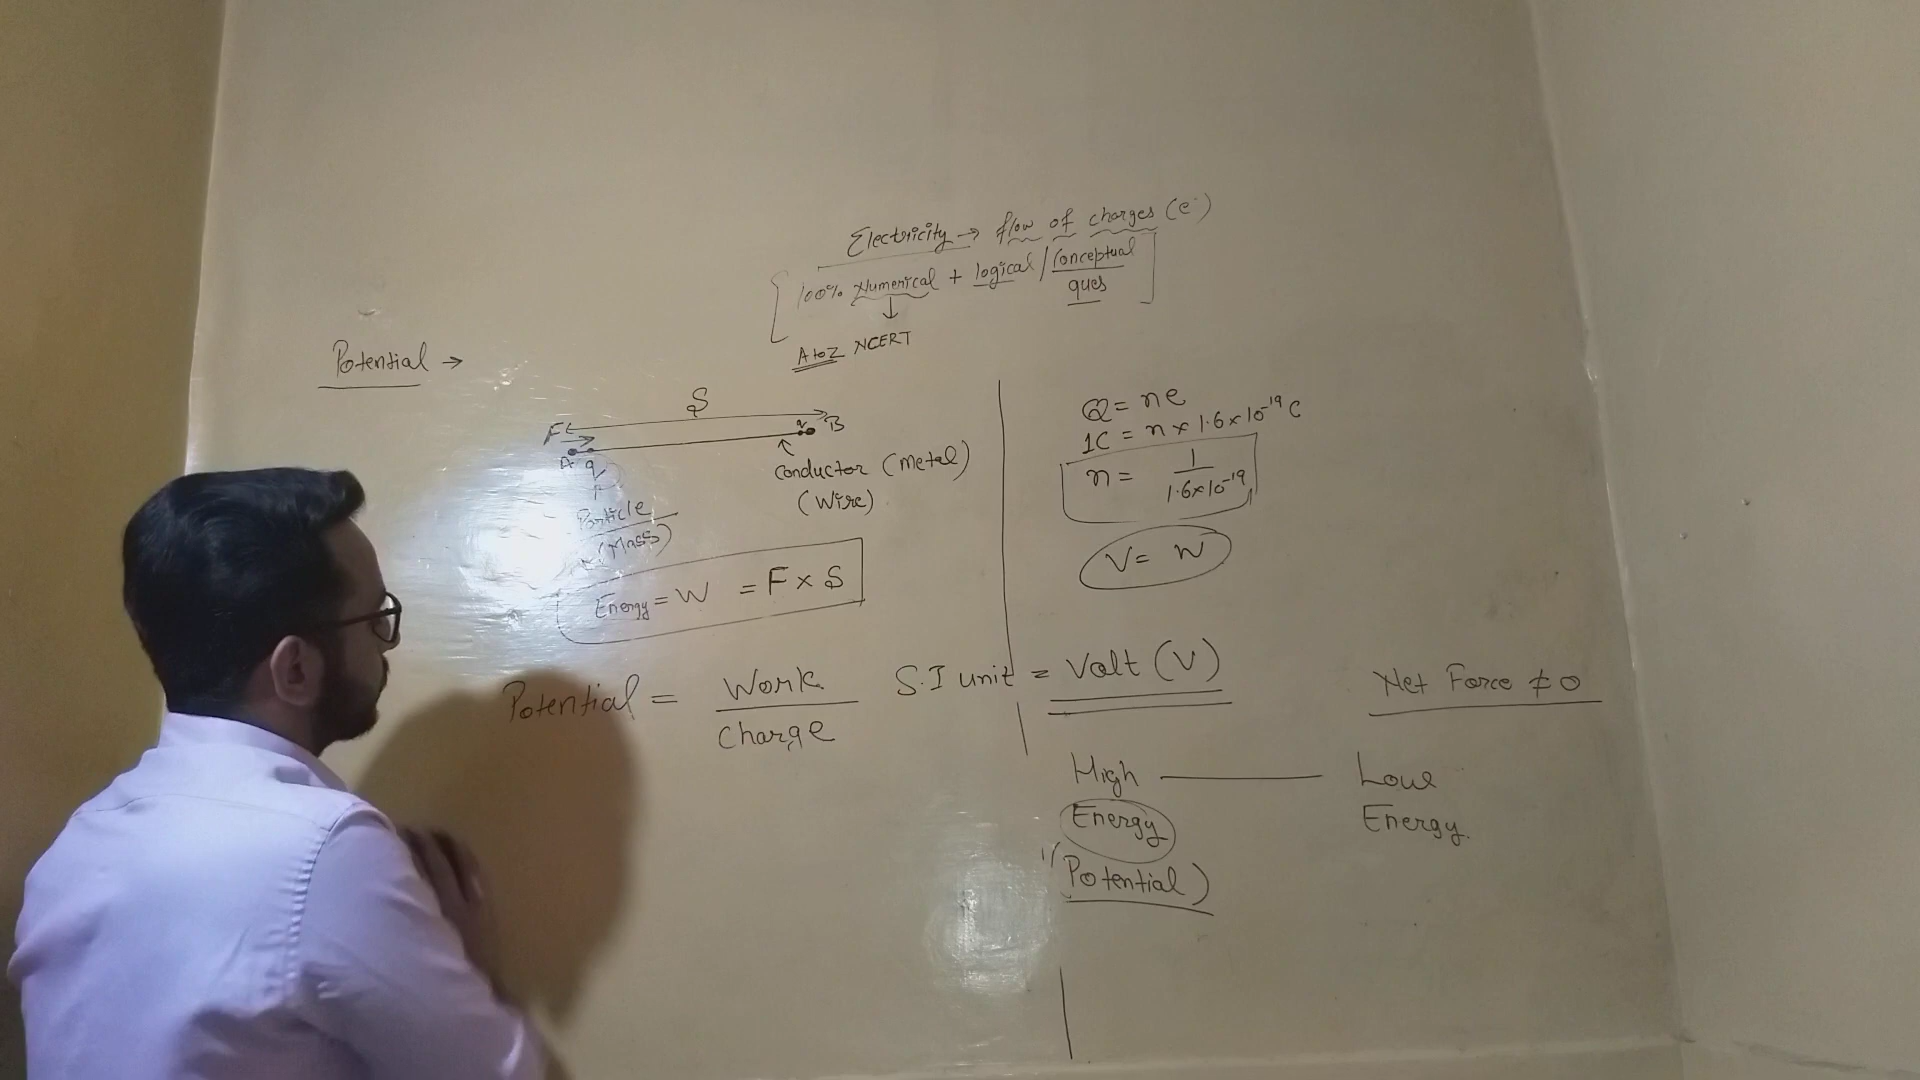 Electricity → flow of charges (e⁻)
100% Numerical + logical / Conceptual
ques
↓
A to Z NCERT
Potential →
S
F
A q
q B
Particle
(Mass)
Conductor (Metal)
(Wire)
Energy = W = F × S
Potential = Work / Charge
S.I unit = Volt (V)
Q = ne
1C = n × 1.6 × 10⁻¹⁹ C
n = 1 / 1.6×10⁻¹⁹
V = W
Net Force ≠ 0
High — Low
Energy Energy.
(Potential)